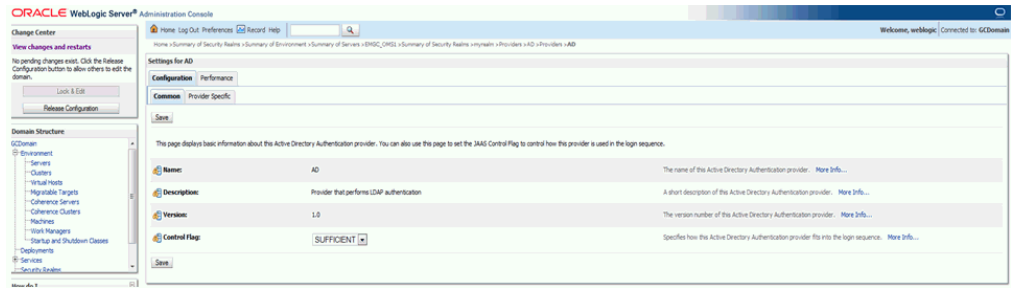 ORACLE WebLogic Server® Administration Console
Change Center
View changes and restarts
No pending changes exist. Click the Release
Configuration button to allow others to edit the
domain.
Lock & Edit
Release Configuration
Domain Structure
GCDomain
Environment
Servers
Clusters
Virtual Hosts
Migratable Targets
Coherence Servers
Coherence Clusters
Machines
Work Managers
Startup and Shutdown Classes
Deployments
Services
Security Realms
How do I
Home Log Out Preferences Record Help
Welcome, weblogic Connected to: GCDomain
Home >Summary of Security Realms >Summary of Environment >Summary of Servers >EMGC_OMS1 >Summary of Security Realms >myrealm >Providers >AD >Providers >AD
Settings for AD
Configuration Performance
Common Provider Specific
Save
This page displays basic information about this Active Directory Authentication provider. You can also use this page to set the JAAS Control Flag to control how this provider is used in the login sequence.
Name: AD The name of this Active Directory Authentication provider. More Info...
Description: Provider that performs LDAP authentication A short description of this Active Directory Authentication provider. More Info...
Version: 1.0 The version number of this Active Directory Authentication provider. More Info...
Control Flag: SUFFICIENT Specifies how this Active Directory Authentication provider fits into the login sequence. More Info...
Save